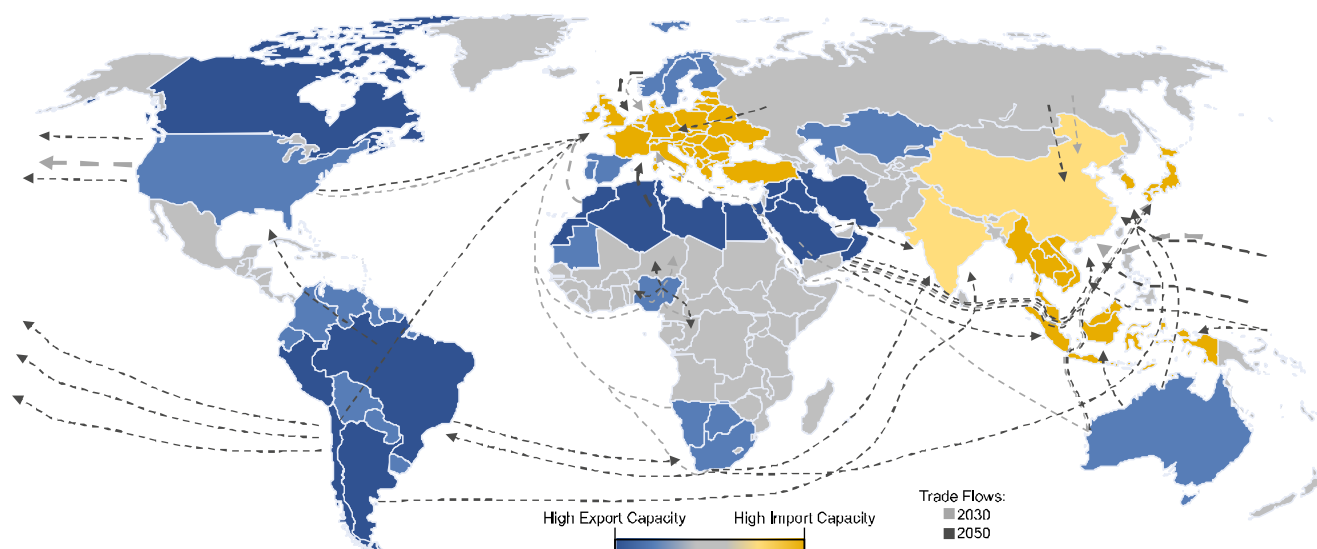 Trade Flows:
2030
2050
High Export Capacity
High Import Capacity